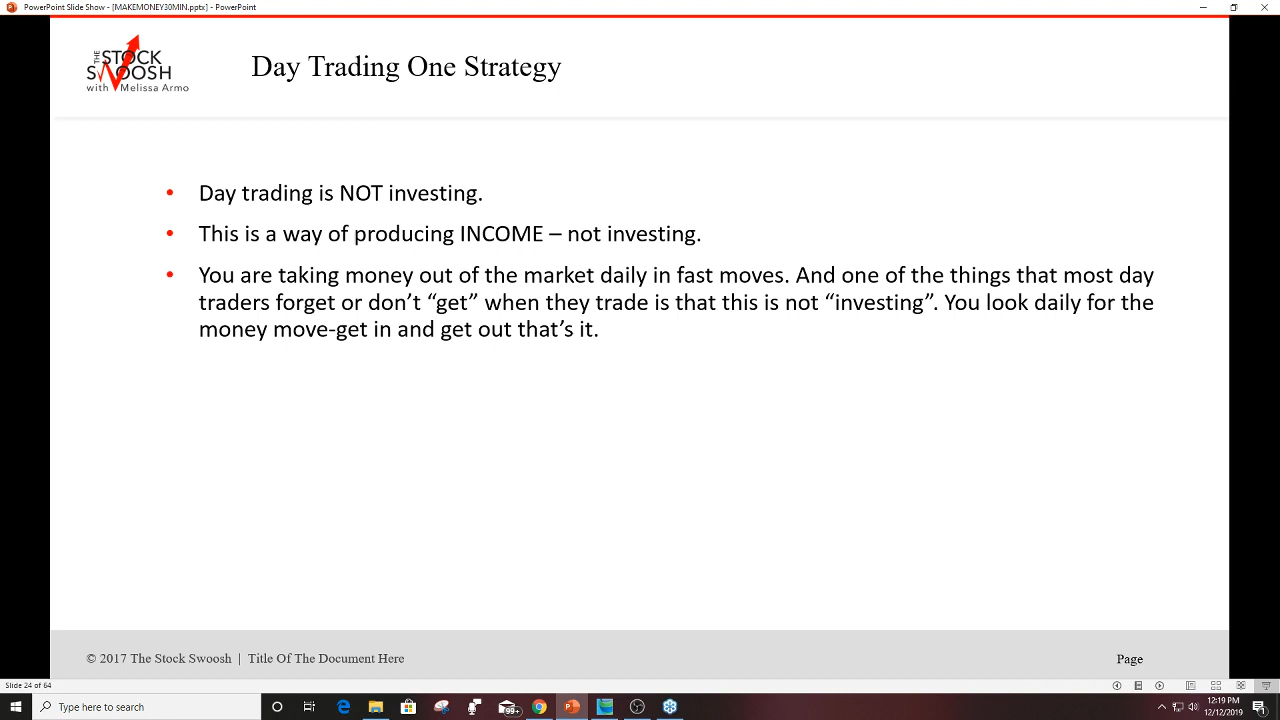 PowerPoint Slide Show - [MAKEMONEY30MIN.pptx] - PowerPoint
THE STOCK
SWOOSH
with Melissa Armo
Day Trading One Strategy
• Day trading is NOT investing.
• This is a way of producing INCOME – not investing.
• You are taking money out of the market daily in fast moves. And one of the things that most day
traders forget or don’t “get” when they trade is that this is not “investing”. You look daily for the
money move-get in and get out that’s it.
© 2017 The Stock Swoosh | Title Of The Document Here
Page
Slide 24 of 64
Type here to search
99+
12:19 PM
12/12/2019
1